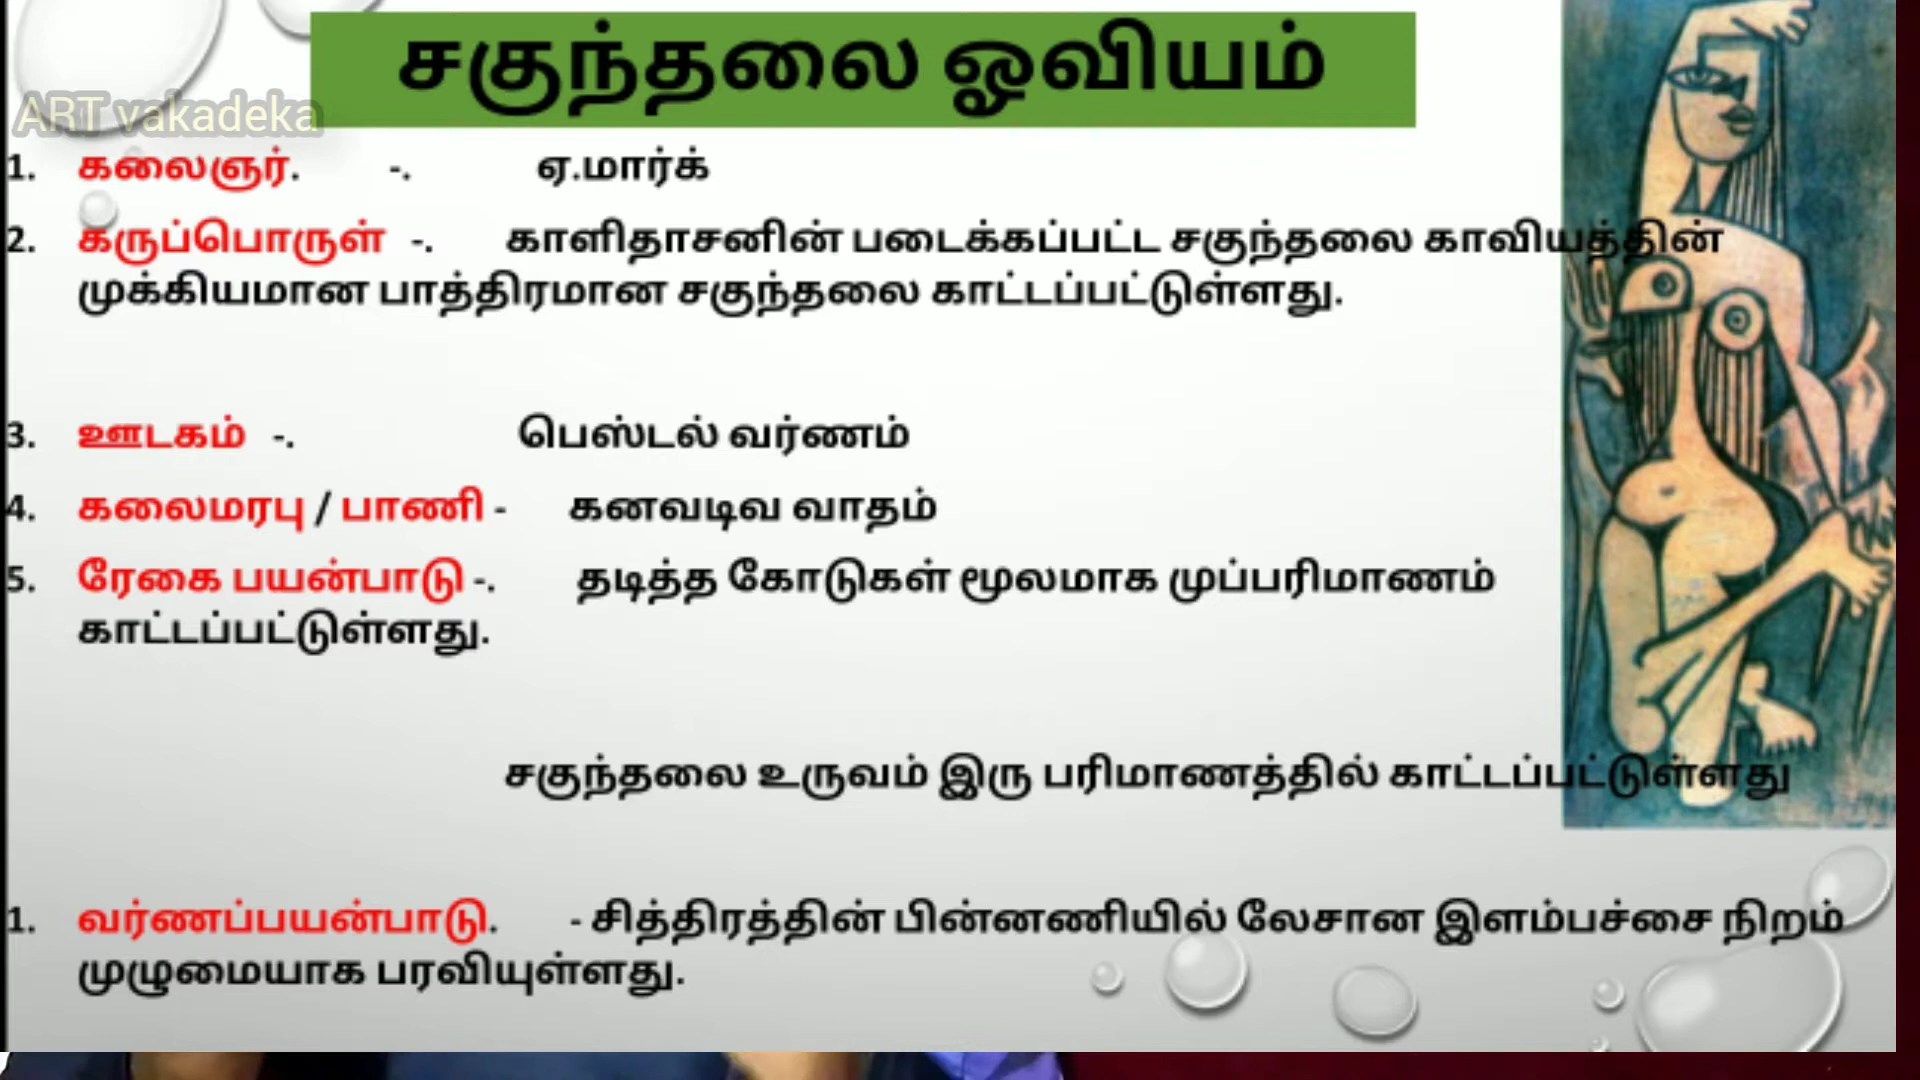 சகுந்தலை ஓவியம்
ART vakadeka
1. கலைஞர். -. ஏ.மார்க்
2. கருப்பொருள் -. காளிதாசனின் படைக்கப்பட்ட சகுந்தலை காவியத்தின்
முக்கியமான பாத்திரமான சகுந்தலை காட்டப்பட்டுள்ளது.
3. ஊடகம் -. பெஸ்டல் வர்ணம்
4. கலைமரபு / பாணி - கனவடிவ வாதம்
5. ரேகை பயன்பாடு -. தடித்த கோடுகள் மூலமாக முப்பரிமாணம்
காட்டப்பட்டுள்ளது.
சகுந்தலை உருவம் இரு பரிமாணத்தில் காட்டப்பட்டுள்ளது
1. வர்ணப்பயன்பாடு. - சித்திரத்தின் பின்னணியில் லேசான இளம்பச்சை நிறம்
முழுமையாக பரவியுள்ளது.